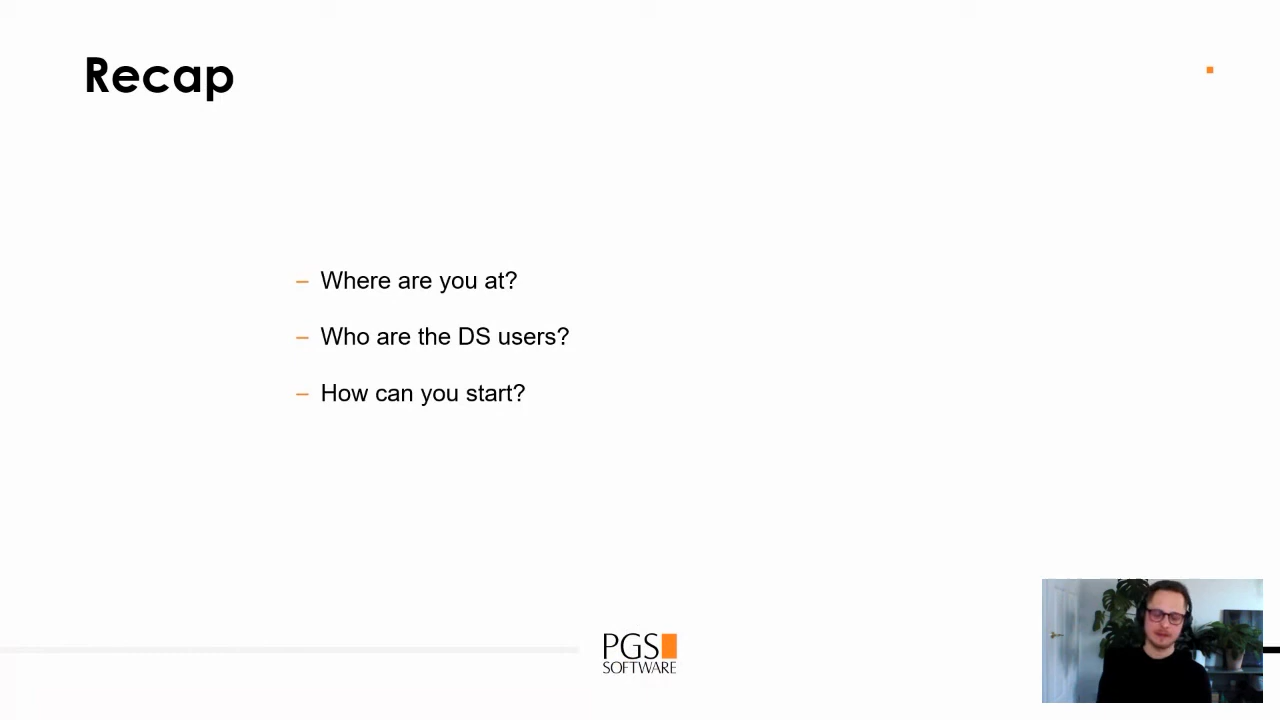 Recap
– Where are you at?
– Who are the DS users?
– How can you start?
PGS
SOFTWARE